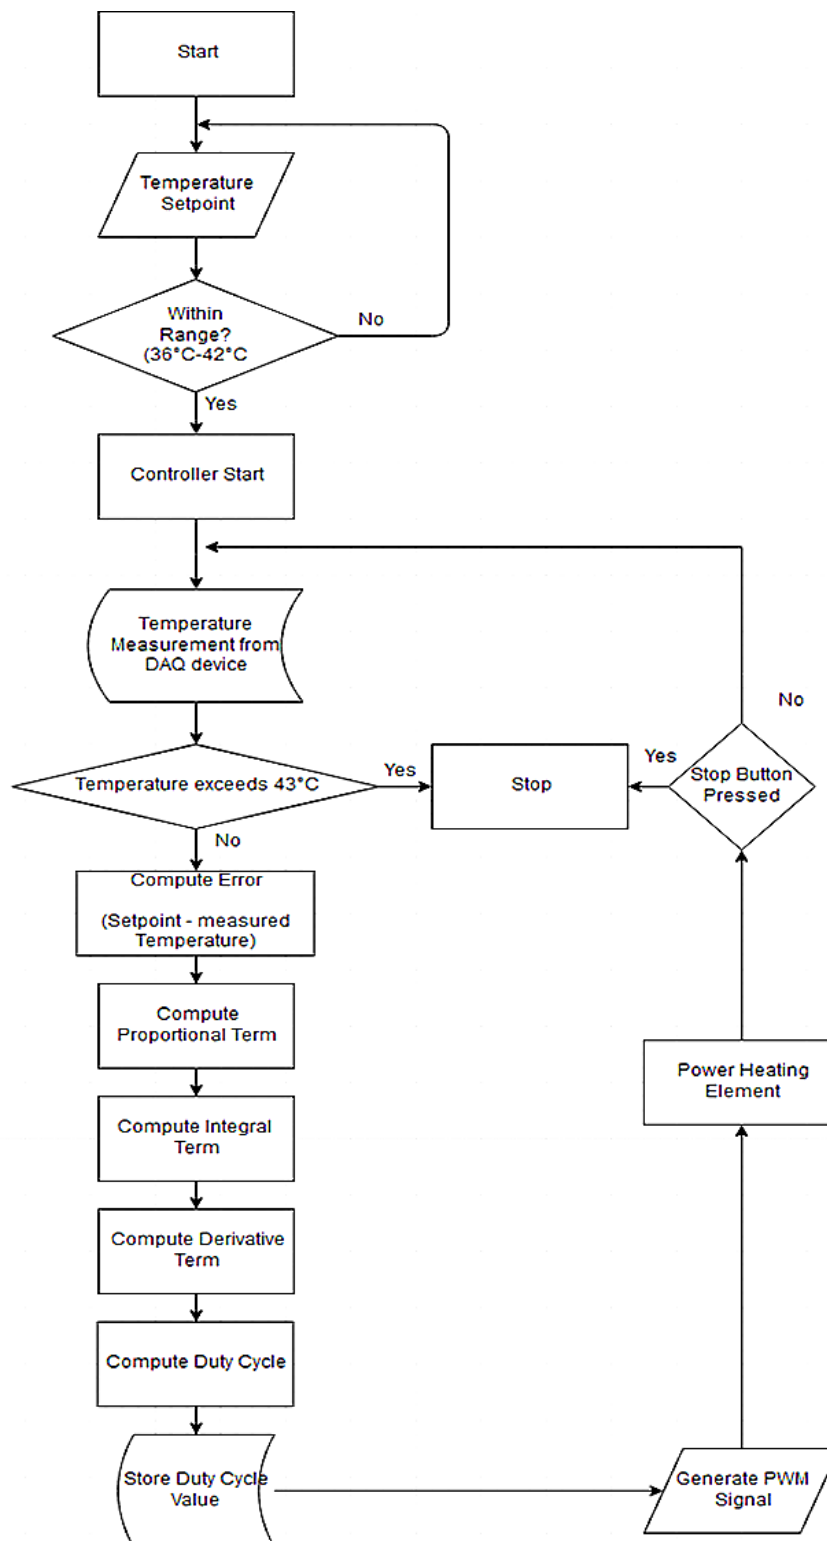 Start
Temperature
Setpoint
Within
Range?
(36°C-42°C
No
Yes
Controller Start
Temperature
Measurement from
DAQ device
No
Temperature exceeds 43°C
Yes
Stop
Yes
Stop Button
Pressed
No
Compute Error
(Setpoint - measured
Temperature)
Compute
Proportional Term
Power Heating
Element
Compute Integral
Term
Compute Derivative
Term
Compute Duty Cycle
Store Duty Cycle
Value
Generate PWM
Signal